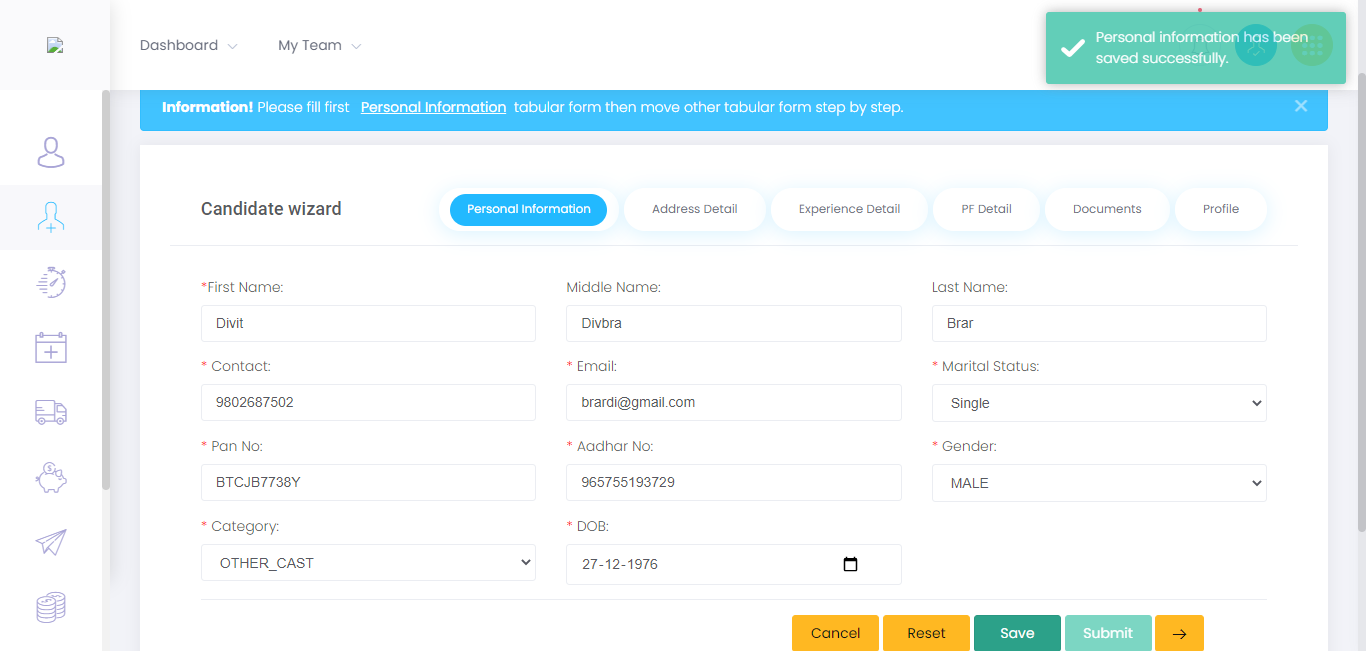 Dashboard
My Team
Personal information has been
saved successfully.
Information! Please fill first Personal Information tabular form then move other tabular form step by step.
Candidate wizard
Personal Information
Address Detail
Experience Detail
PF Detail
Documents
Profile
*First Name:
Middle Name:
Last Name:
Divit
Divbra
Brar
* Contact:
* Email:
* Marital Status:
9802687502
brardi@gmail.com
Single
* Pan No:
* Aadhar No:
* Gender:
BTCJB7738Y
965755193729
MALE
* Category:
* DOB:
OTHER_CAST
27-12-1976
Cancel
Reset
Save
Submit